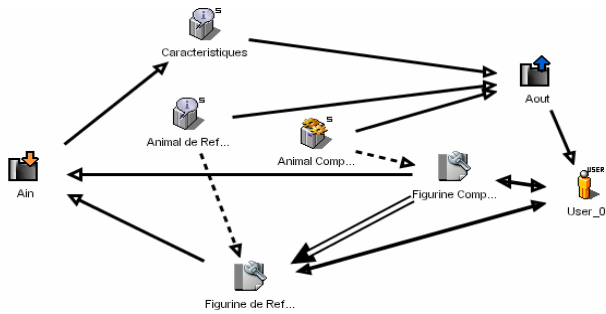 s
Caracteristiques
Aout
s
Animal de Ref...
s
Animal Comp...
Ain
Figurine Comp...
USER
User_0
Figurine de Ref...